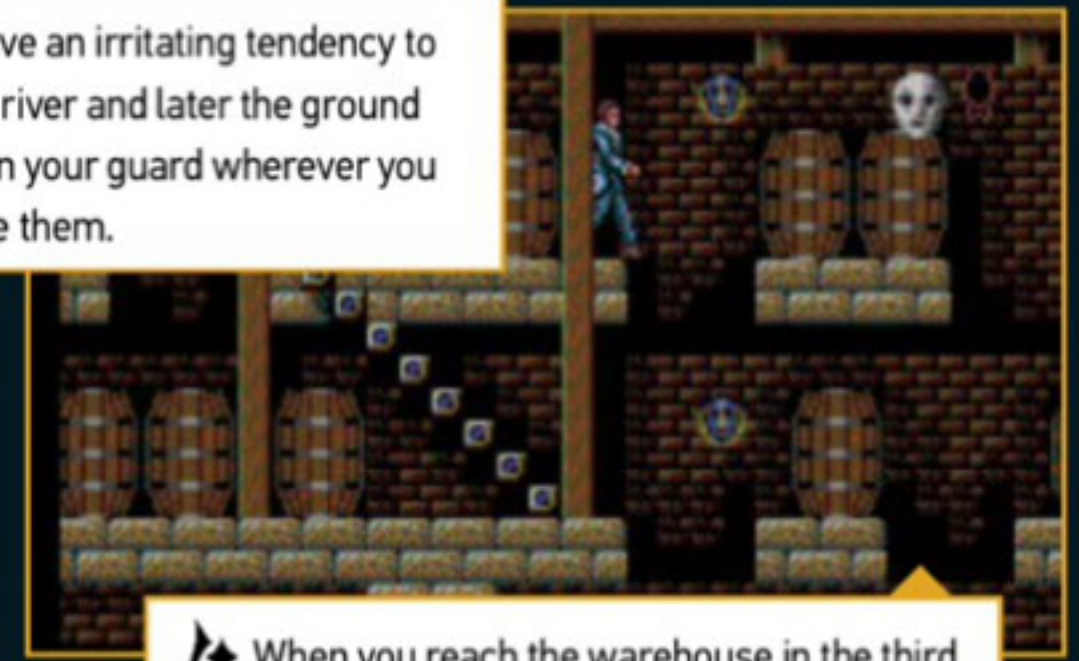 ve an irritating tendency to
river and later the ground
n your guard wherever you
e them.
When you reach the warehouse in the third